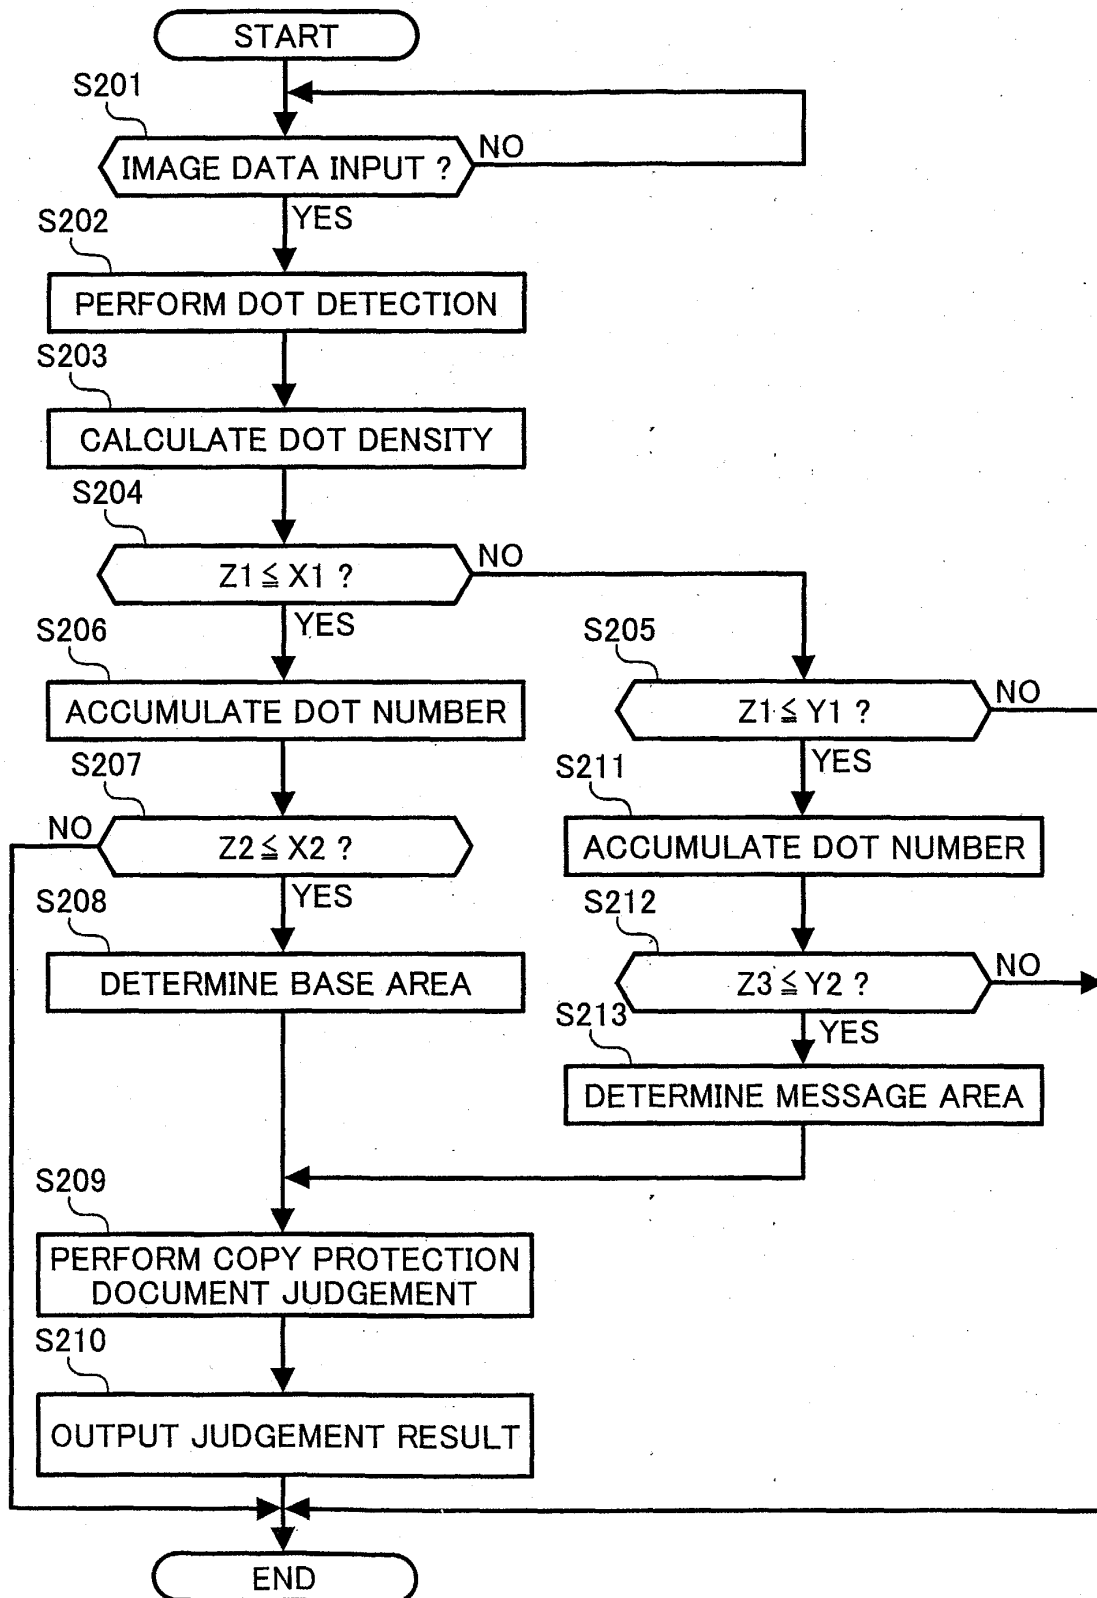 START
S201
IMAGE DATA INPUT ?
NO
YES
S202
PERFORM DOT DETECTION
S203
CALCULATE DOT DENSITY
S204
Z1 ≦ X1 ?
NO
YES
S206
ACCUMULATE DOT NUMBER
S205
Z1 ≦ Y1 ?
NO
YES
S207
NO
Z2 ≦ X2 ?
YES
S211
ACCUMULATE DOT NUMBER
S208
DETERMINE BASE AREA
S212
Z3 ≦ Y2 ?
NO
YES
S213
DETERMINE MESSAGE AREA
S209
PERFORM COPY PROTECTION
DOCUMENT JUDGEMENT
S210
OUTPUT JUDGEMENT RESULT
END